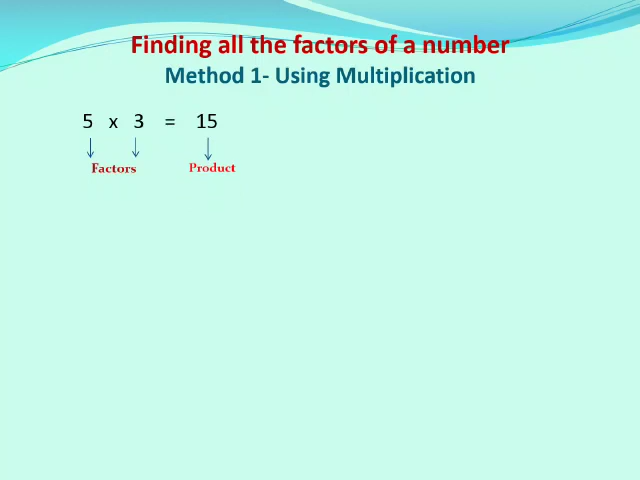 Finding all the factors of a number
Method 1- Using Multiplication
5 x 3 = 15
Factors Product